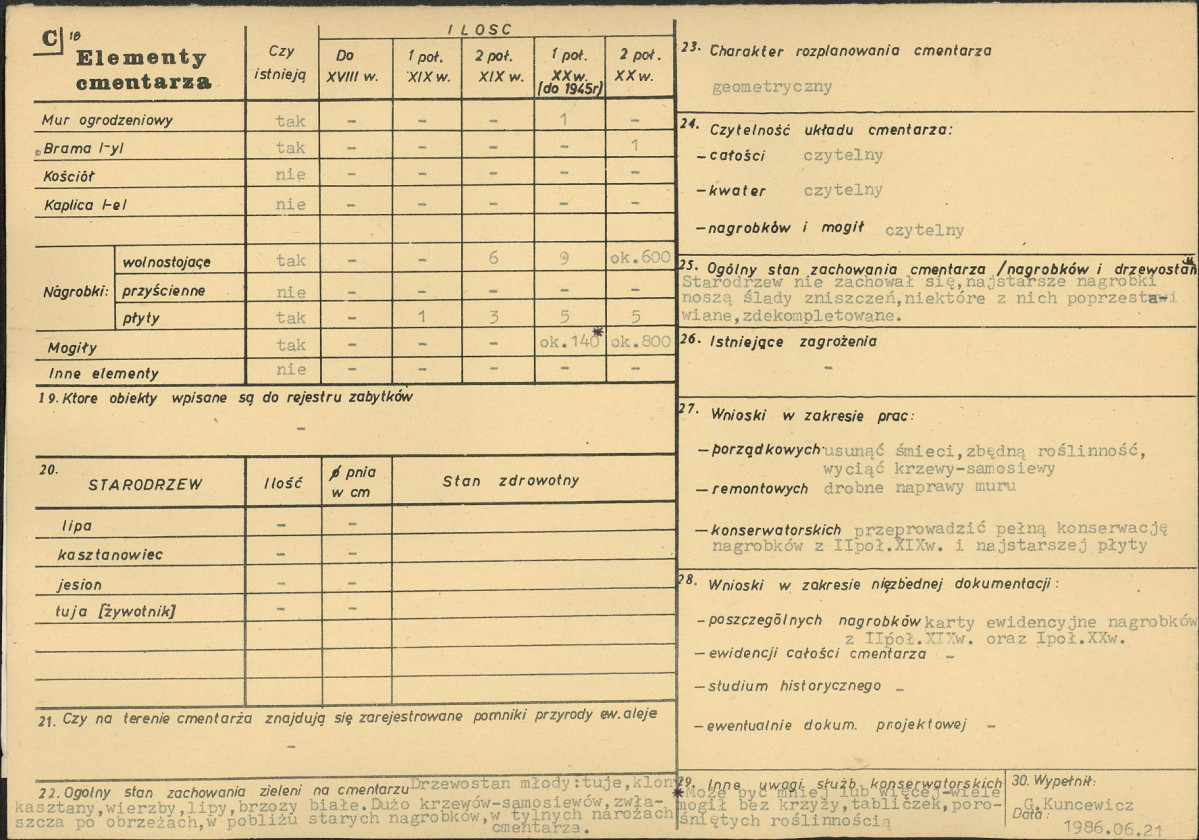 C 18
Elementy cmentarza
Czy istnieją
ILOSC
Do XVIII w.
1 poł. XIX w.
2 poł. XIX w.
1 poł. XX w. (do 1945r)
2 poł. XX w.
Mur ogrodzeniowy tak - - - 1 -
Brama /-y/ tak - - - - 1
Kościół nie - - - - -
Kaplica /-e/ nie - - - - -
Nagrobki:
wolnostojące tak - - 6 9 ok.600
przyścienne nie - - - - -
płyty tak - 1 3 5 5
Mogiły tak - - - ok.140* ok.800
Inne elementy nie - - - - -
19. Ktore obiekty wpisane są do rejestru zabytków
-
20.
STARODRZEW Ilość ϕ pnia w cm Stan zdrowotny
lipa - -
kasztanowiec - -
jesion - -
tuja [żywotnik] - -
21. Czy na terenie cmentarża znajdują się zarejestrowane pomniki przyrody ew. aleje
-
22. Ogolny stan zachowania zieleni na cmentarzu Drzewostan młody:tuje,klony
kasztany,wierzby,lipy,brzozy białe.Dużo krzewów-samosiewów,zwła-
szcza po obrzeżach,w pobliżu starych nagrobków,w tylnych narożach
cmentarza.
23. Charakter rozplanowania cmentarza
geometryczny
24. Czytelność układu cmentarza:
- całości czytelny
- kwater czytelny
- nagrobków i mogił czytelny
25. Ogólny stan zachowania cmentarza /nagrobków i drzewostan
Starodrzew nie zachował się,najstarsze nagrobki
noszą ślady zniszczeń,niektóre z nich poprzesta-
wiane,zdekompletowane.
26. Istniejące zagrożenia
-
27. Wnioski w zakresie prac:
- porządkowych usunąć śmieci,zbędną roślinność,
wyciąć krzewy-samosiewy
- remontowych drobne naprawy muru
- konserwatorskich przeprowadzić pełną konserwację
nagrobków z IIpoł.XIXw. i najstarszej płyty
28. Wnioski w zakresie niezbędnej dokumentacji:
- poszczególnych nagrobków karty ewidencyjne nagrobków
z IIpoł.XIXw. oraz Ipoł.XXw.
- ewidencji całości cmentarza -
- studium historycznego -
- ewentualnie dokum. projektowej -
29. Inne uwagi służb konserwatorskich
*Może być mniej lub więcej-wiele
mogił bez krzyży,tabliczek,poro-
śniętych roślinnością
30. Wypełnił:
G.Kuncewicz
Data:
1986.06.21